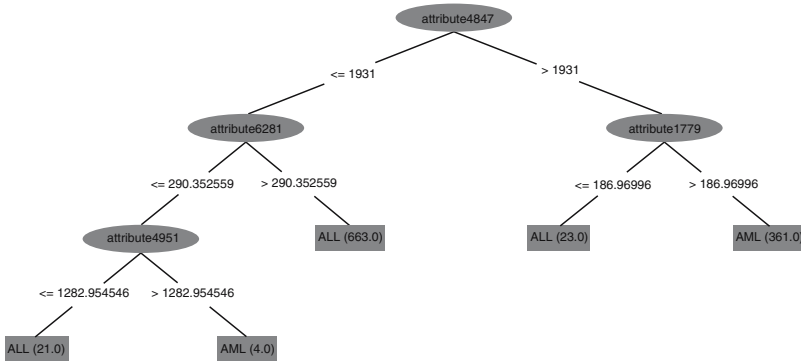 attribute4847
<= 1931
> 1931
attribute6281
attribute1779
<= 290.352559
> 290.352559
<= 186.96996
> 186.96996
attribute4951
ALL (663.0)
ALL (23.0)
AML (361.0)
<= 1282.954546
> 1282.954546
ALL (21.0)
AML (4.0)